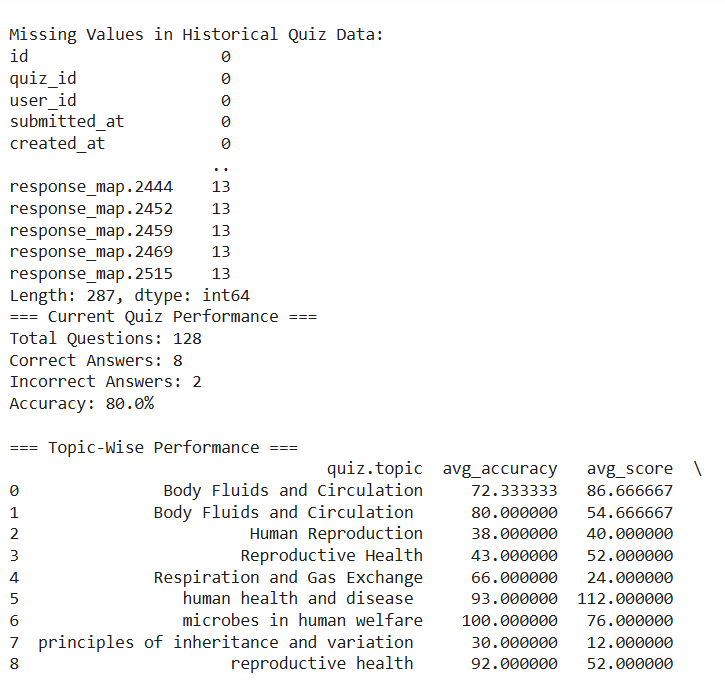 Missing Values in Historical Quiz Data:
id                    0
quiz_id               0
user_id               0
submitted_at          0
created_at            0
                     ..
response_map.2444    13
response_map.2452    13
response_map.2459    13
response_map.2469    13
response_map.2515    13
Length: 287, dtype: int64
=== Current Quiz Performance ===
Total Questions: 128
Correct Answers: 8
Incorrect Answers: 2
Accuracy: 80.0%

=== Topic-Wise Performance ===
                                 quiz.topic  avg_accuracy   avg_score  \
0               Body Fluids and Circulation     72.333333   86.666667
1              Body Fluids and Circulation      80.000000   54.666667
2                        Human Reproduction     38.000000   40.000000
3                       Reproductive Health     43.000000   52.000000
4              Respiration and Gas Exchange     66.000000   24.000000
5                 human health and disease      93.000000  112.000000
6                 microbes in human welfare    100.000000   76.000000
7  principles of inheritance and variation      30.000000   12.000000
8                      reproductive health      92.000000   52.000000